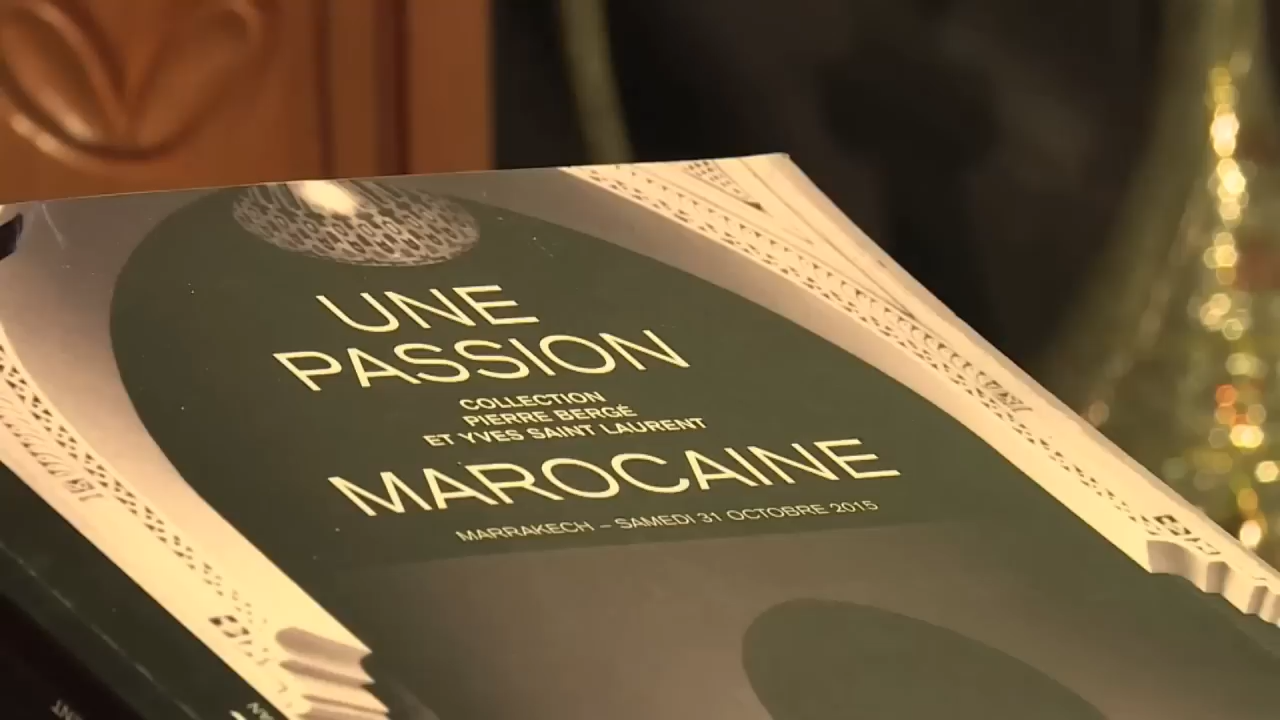 UNE
PASSION
COLLECTION
PIERRE BERGÉ
ET YVES SAINT LAURENT
MAROCAINE
MARRAKECH – SAMEDI 31 OCTOBRE 2015